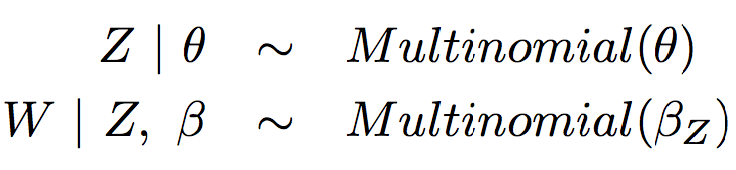 Z | θ ∼ Multinomial(θ)
W | Z, β ∼ Multinomial(β_Z)